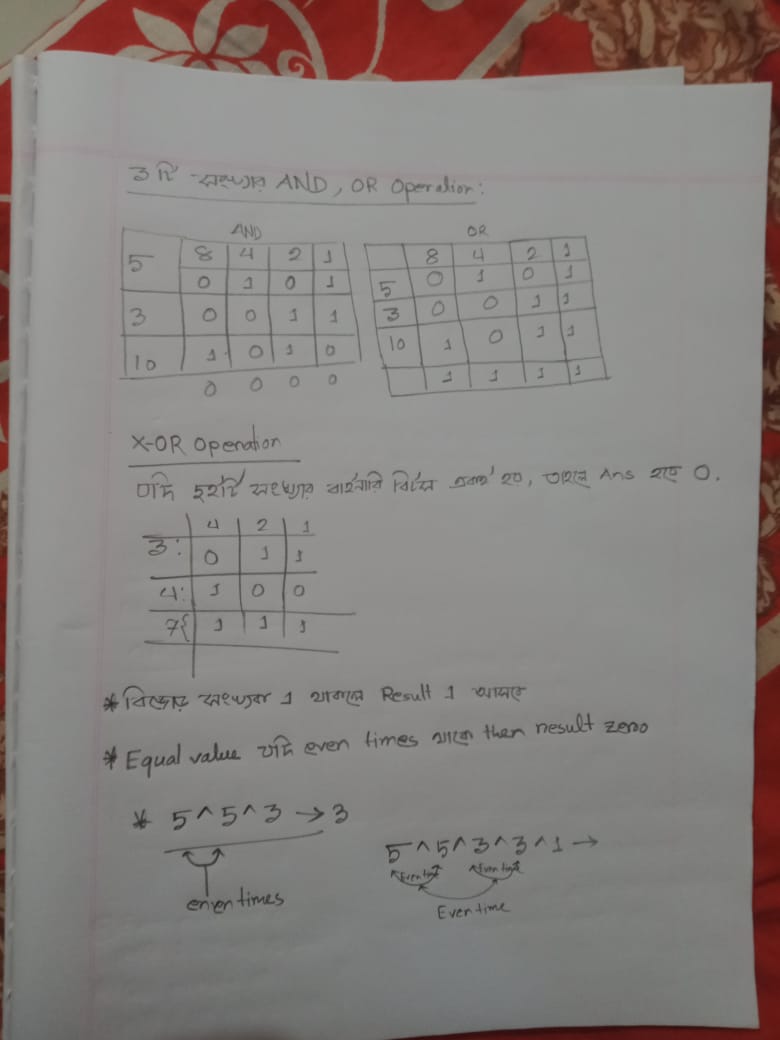 ৩টি সংখ্যার AND, OR Operation:
AND
5 8 4 2 1
0 1 0 1
3 0 0 1 1
10 1 0 1 0
0 0 0 0
OR
8 4 2 1
5 0 1 0 1
3 0 0 1 1
10 1 0 1 1
1 1 1 1
X-OR Operation
যদি দুইটি সংখ্যার বাইনারি বিটস একই হয়, তাহলে Ans হবে 0.
4 2 1
3: 0 1 1
4: 1 0 0
7{ 1 1 1
* বিজোড় সংখ্যক 1 থাকলে Result 1 আসবে
* Equal value যদি even times থাকে then result zero
* 5^5^3 → 3
even times
5^5^3^3^1 →
Even time Even time
Even time